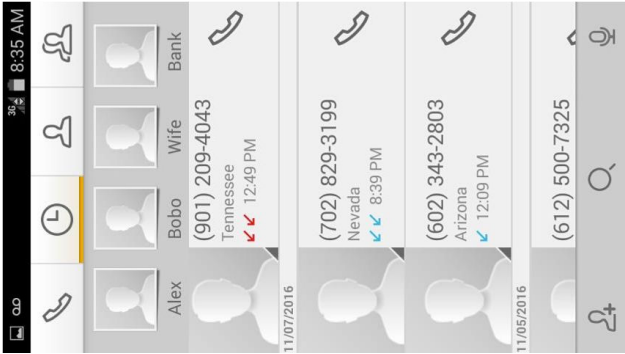 3G
8:35 AM
Alex
Bobo
Wife
Bank
(901) 209-4043
Tennessee
12:49 PM
11/07/2016
(702) 829-3199
Nevada
8:39 PM
(602) 343-2803
Arizona
12:09 PM
11/05/2016
(612) 500-7325